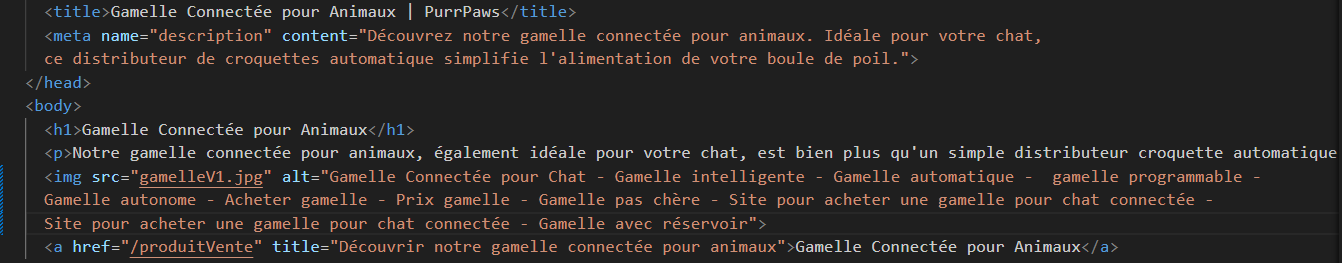 <title>Gamelle Connectée pour Animaux | PurrPaws</title>
<meta name="description" content="Découvrez notre gamelle connectée pour animaux. Idéale pour votre chat,
ce distributeur de croquettes automatique simplifie l'alimentation de votre boule de poil.">
</head>
<body>
<h1>Gamelle Connectée pour Animaux</h1>
<p>Notre gamelle connectée pour animaux, également idéale pour votre chat, est bien plus qu'un simple distributeur croquette automatique
<img src="gamelleV1.jpg" alt="Gamelle Connectée pour Chat - Gamelle intelligente - Gamelle automatique -  gamelle programmable -
Gamelle autonome - Acheter gamelle - Prix gamelle - Gamelle pas chère - Site pour acheter une gamelle pour chat connectée -
Site pour acheter une gamelle pour chat connectée - Gamelle avec réservoir">
<a href="/produitVente" title="Découvrir notre gamelle connectée pour animaux">Gamelle Connectée pour Animaux</a>